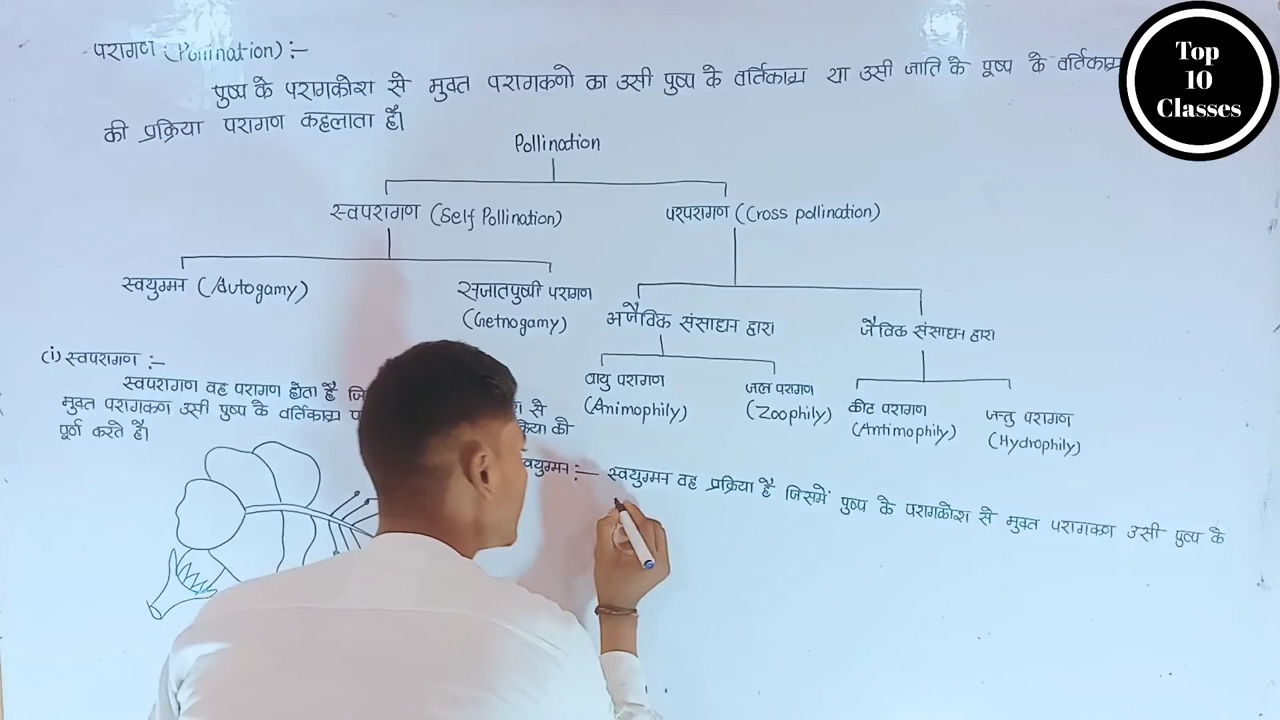 परागण (Pollination) :-
पुष्प के परागकोश से मुक्त परागकणो का उसी पुष्प के वर्तिकाग्र या उसी जाति के पुष्प के वर्तिकाग्र
की प्रक्रिया परागण कहलाता है।
Pollination
स्वपरागण (Self Pollination)
परपरागण (Cross pollination)
स्वयुग्मन (Autogamy)
सजातपुष्पी परागण
(Getnogamy)
अजैविक संसाधन द्वारा
जैविक संसाधन द्वारा
वायु परागण
(Animophily)
जल परागण
(Zoophily)
कीट परागण
(Antimophily)
जन्तु परागण
(Hydrophily)
(i) स्वपरागण :-
स्वपरागण वह परागण होता है से
मुक्त परागकण उसी पुष्प के वर्तिकाग्र की
पूर्ण करते है।
स्वयुग्मन :- स्वयुग्मन वह प्रक्रिया है जिसमें पुष्प के परागकोश से मुक्त परागकण उसी पुष्प के
Top
10
Classes